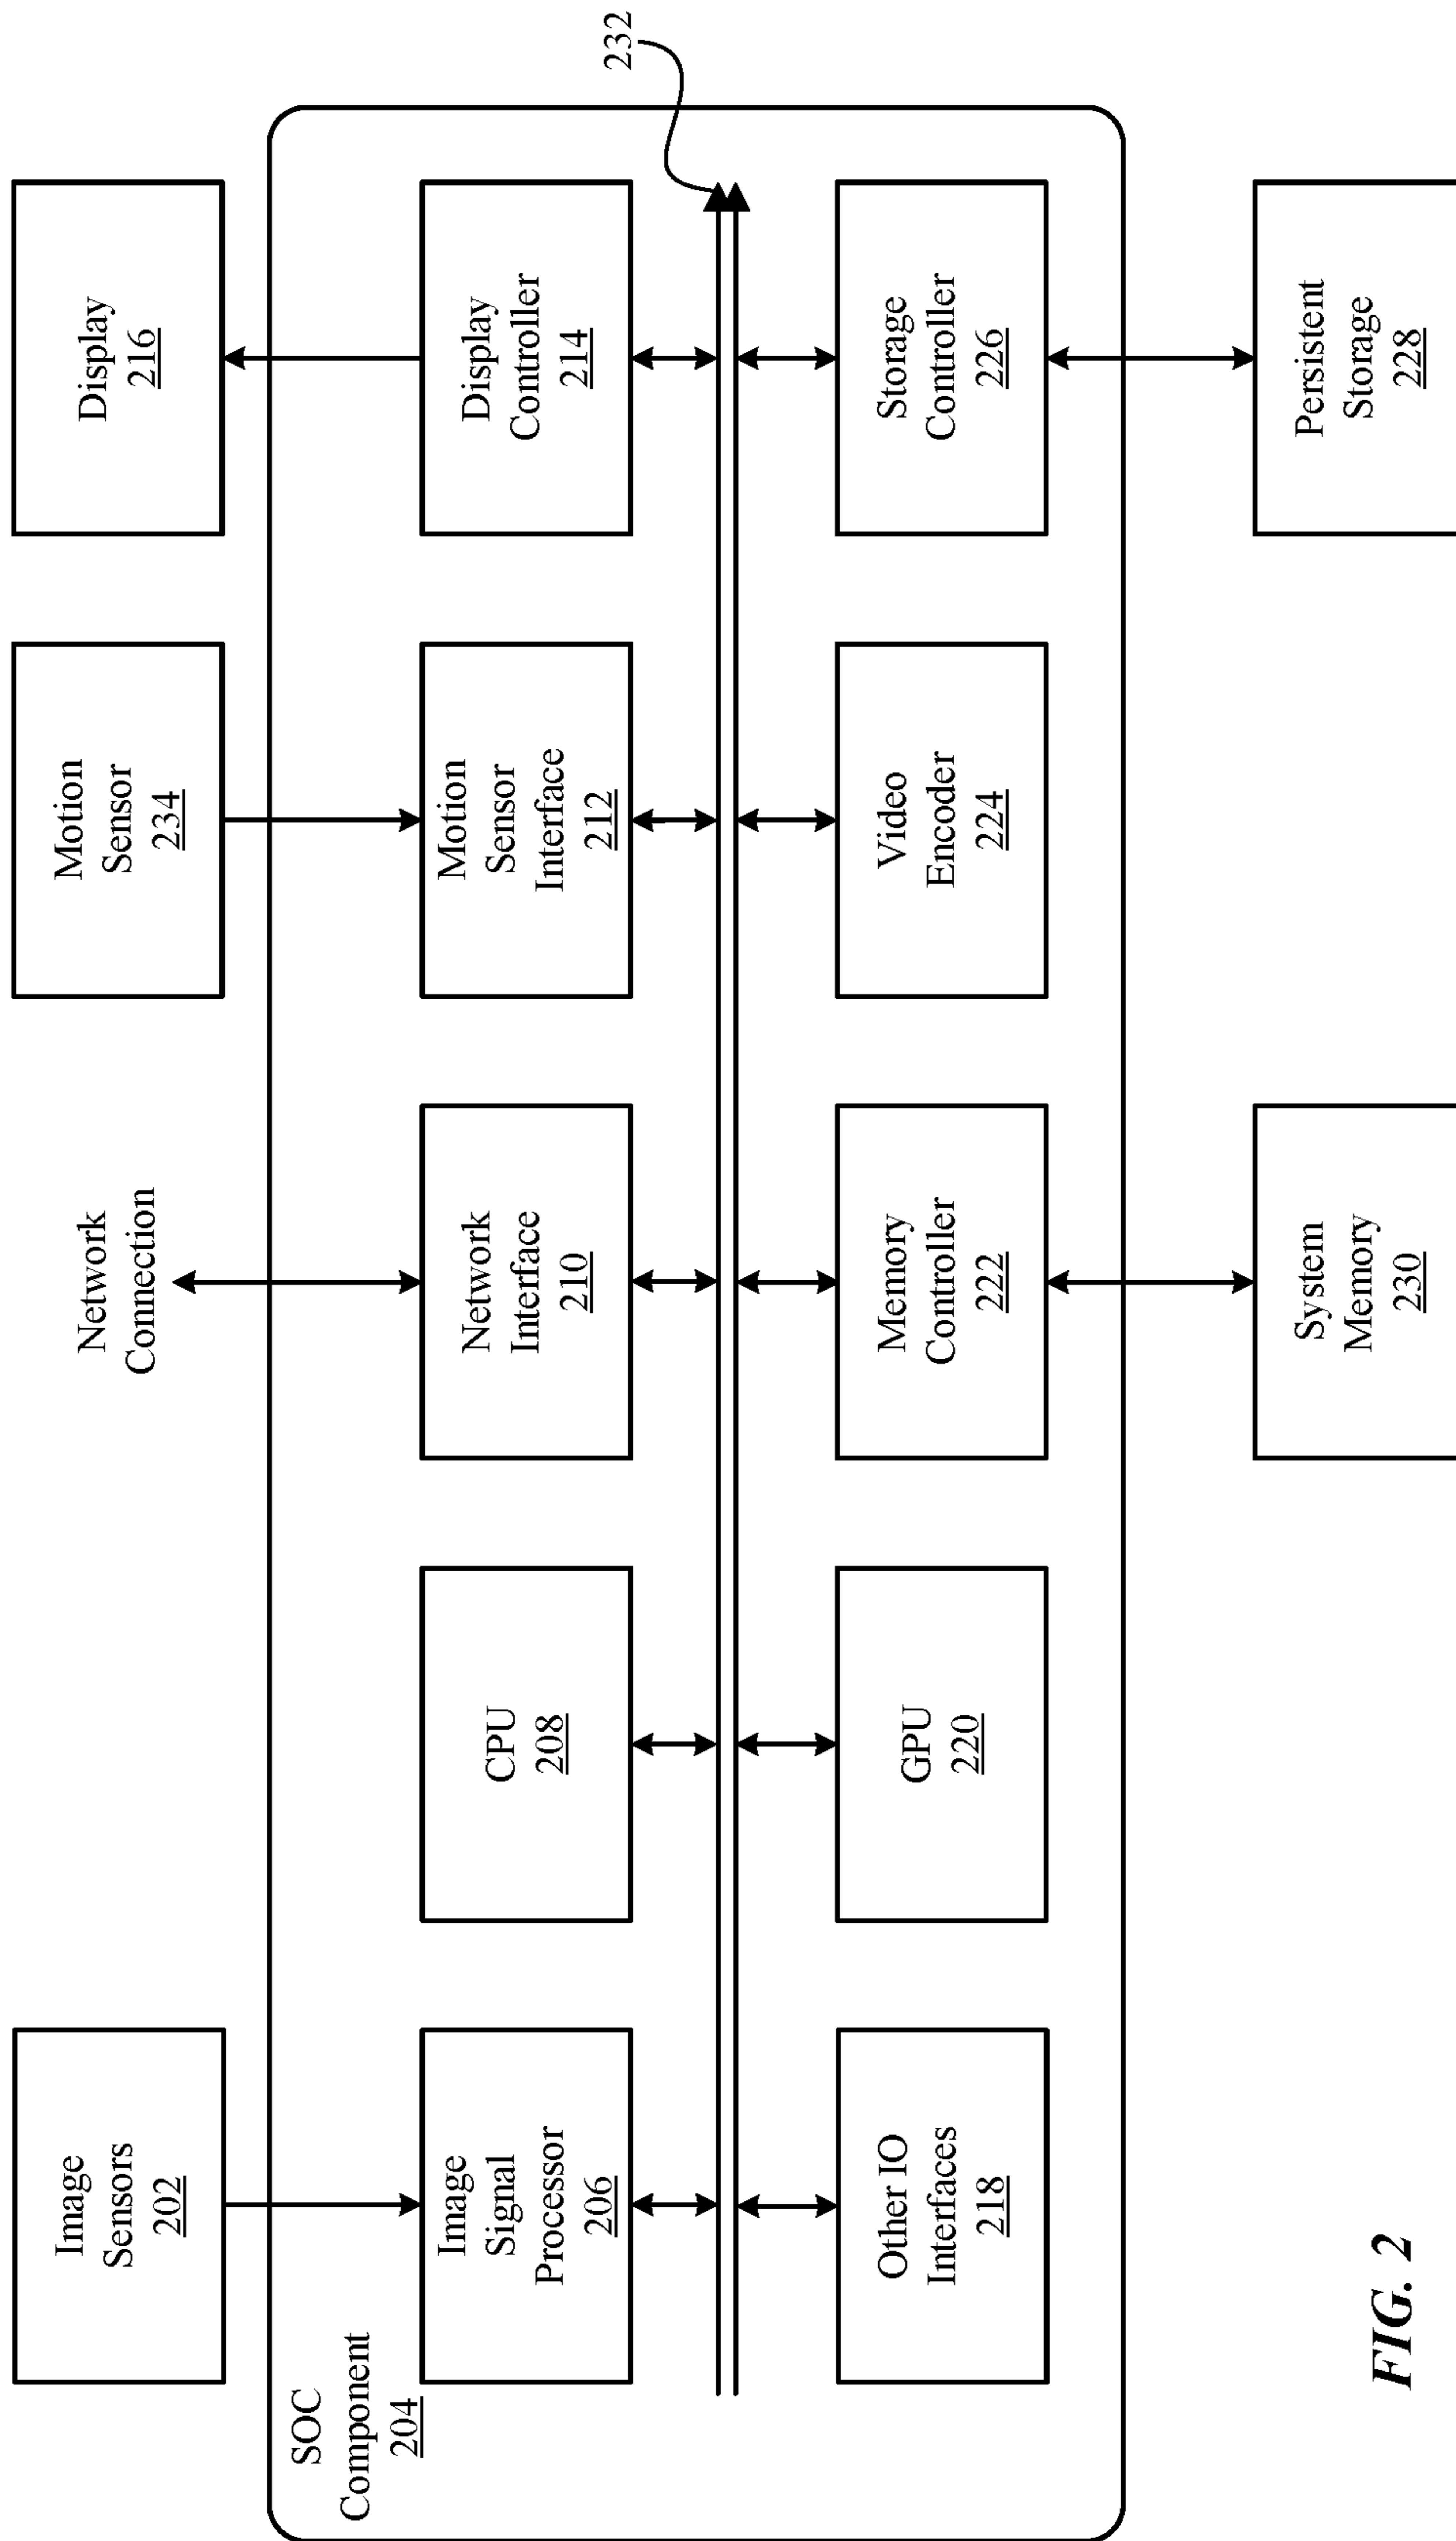 Image
Sensors
202
Network
Connection
Motion
Sensor
234
Display
216
SOC
Component
204
Image
Signal
Processor
206
CPU
208
Network
Interface
210
Motion
Sensor
Interface
212
Display
Controller
214
232
Other IO
Interfaces
218
GPU
220
Memory
Controller
222
Video
Encoder
224
Storage
Controller
226
System
Memory
230
Persistent
Storage
228
FIG. 2